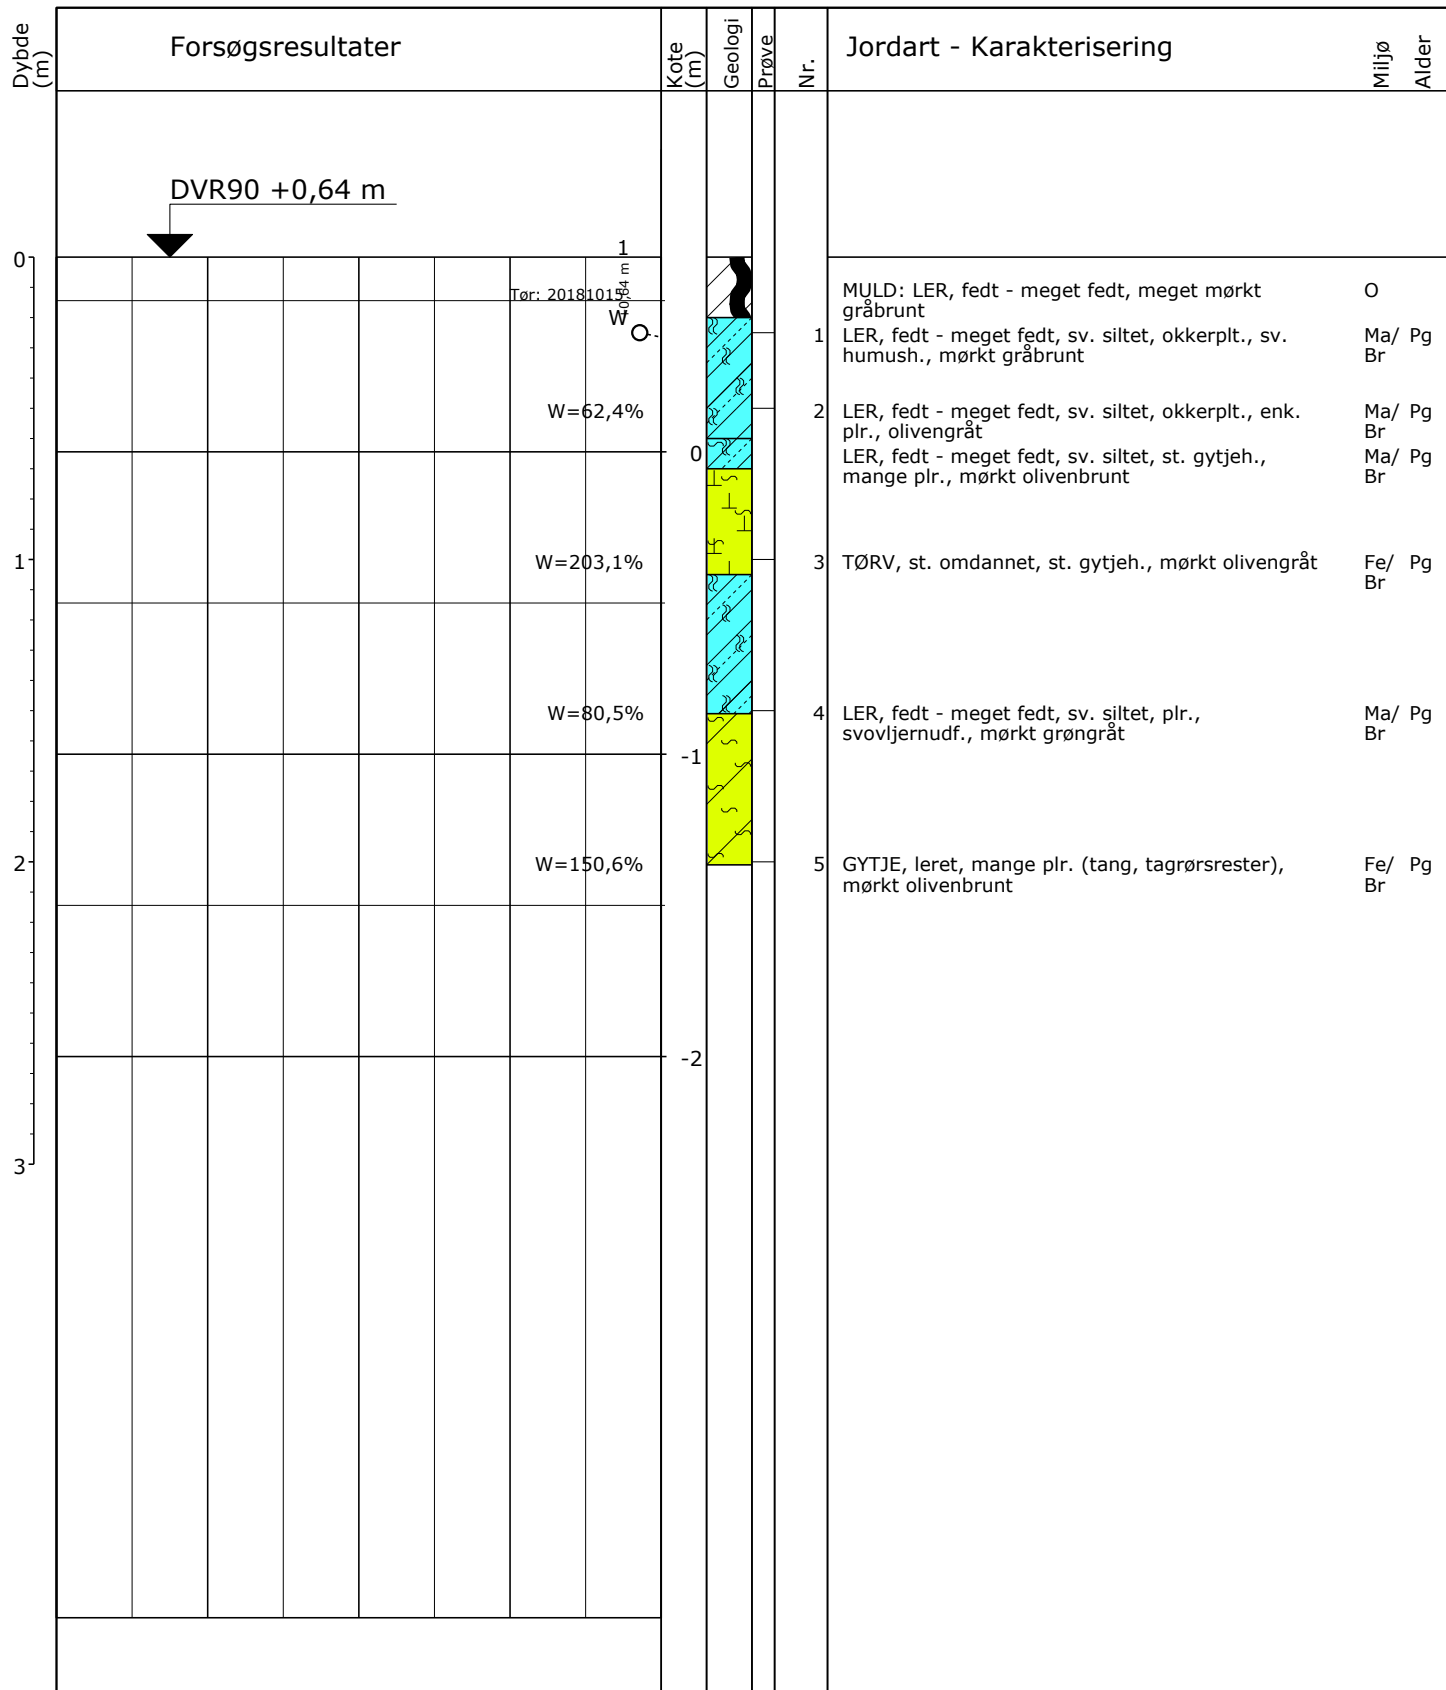 Dybde
(m)
Forsøgsresultater
Kote
(m)
Geologi
Prøve
Nr.
Jordart - Karakterisering
Miljø
Alder
DVR90 +0,64 m
0
1
Tør: 20181015
W
MULD: LER, fedt - meget fedt, meget mørkt
gråbrunt
O
1
LER, fedt - meget fedt, sv. siltet, okkerplt., sv.
humush., mørkt gråbrunt
Ma/ Pg
Br
W=62,4%
2
LER, fedt - meget fedt, sv. siltet, okkerplt., enk.
plr., olivengråt
Ma/ Pg
Br
0
LER, fedt - meget fedt, sv. siltet, st. gytjeh.,
mange plr., mørkt olivenbrunt
Ma/ Pg
Br
1
W=203,1%
3
TØRV, st. omdannet, st. gytjeh., mørkt olivengråt
Fe/ Pg
Br
W=80,5%
4
LER, fedt - meget fedt, sv. siltet, plr.,
svovljernudf., mørkt grøngråt
Ma/ Pg
Br
-1
2
W=150,6%
5
GYTJE, leret, mange plr. (tang, tagrørsrester),
mørkt olivenbrunt
Fe/ Pg
Br
-2
3